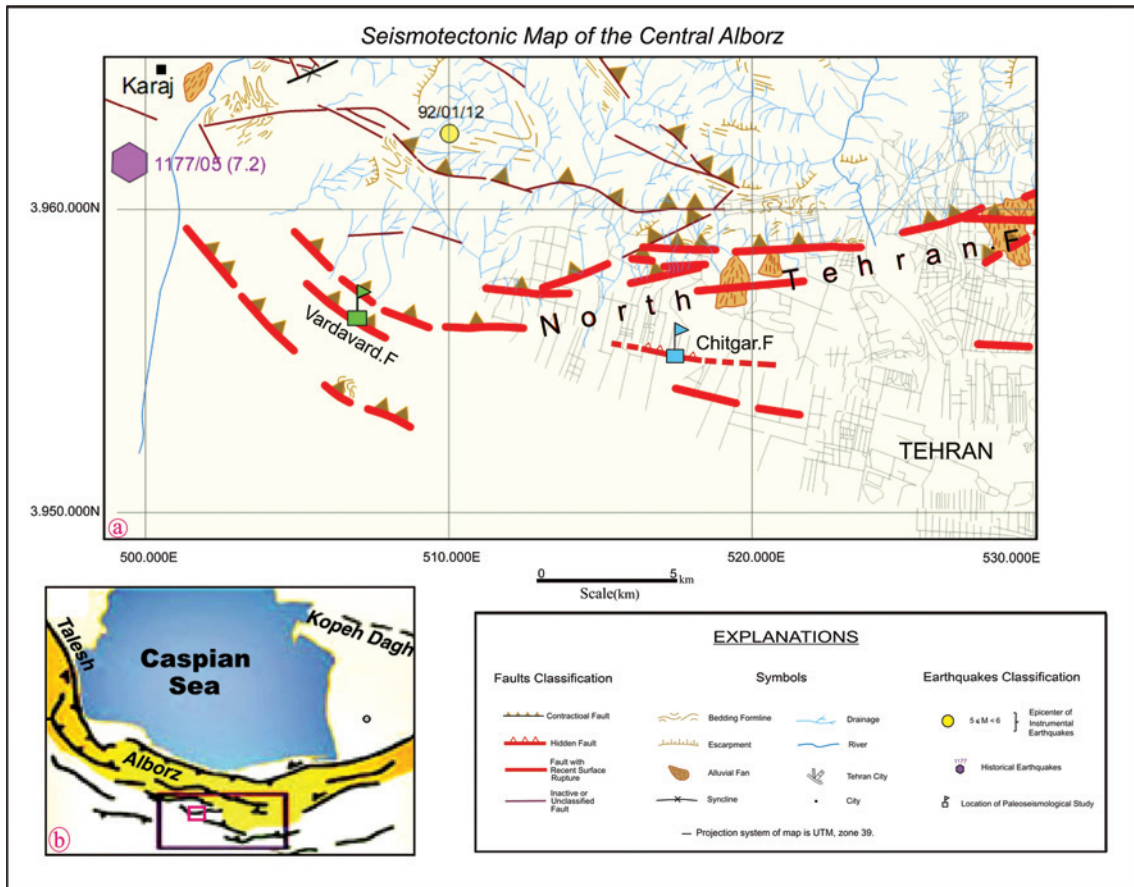 Seismotectonic Map of the Central Alborz
Karaj
92/01/12
1177/05 (7.2)
3.960.000N
North Tehran.F
Vardavard.F
Chitgar.F
TEHRAN
3.950.000N
a
500.000E
510.000E
520.000E
530.000E
0 5 km
Scale(km)
Talesh
Kopeh Dagh
Caspian
Sea
Alborz
b
EXPLANATIONS
Faults Classification
Contractioal Fault
Hidden Fault
Fault with
Recent Surface
Rupture
Inactive or
Unclassified
Fault
Symbols
Bedding Formline
Escarpment
Alluvial Fan
Syncline
Drainage
River
Tehran City
City
— Projection system of map is UTM, zone 39.
Earthquakes Classification
5 ≤ M < 6
Epicenter of
Instrumental
Earthquakes
1177
Historical Earthquakes
Location of Paleoseismological Study